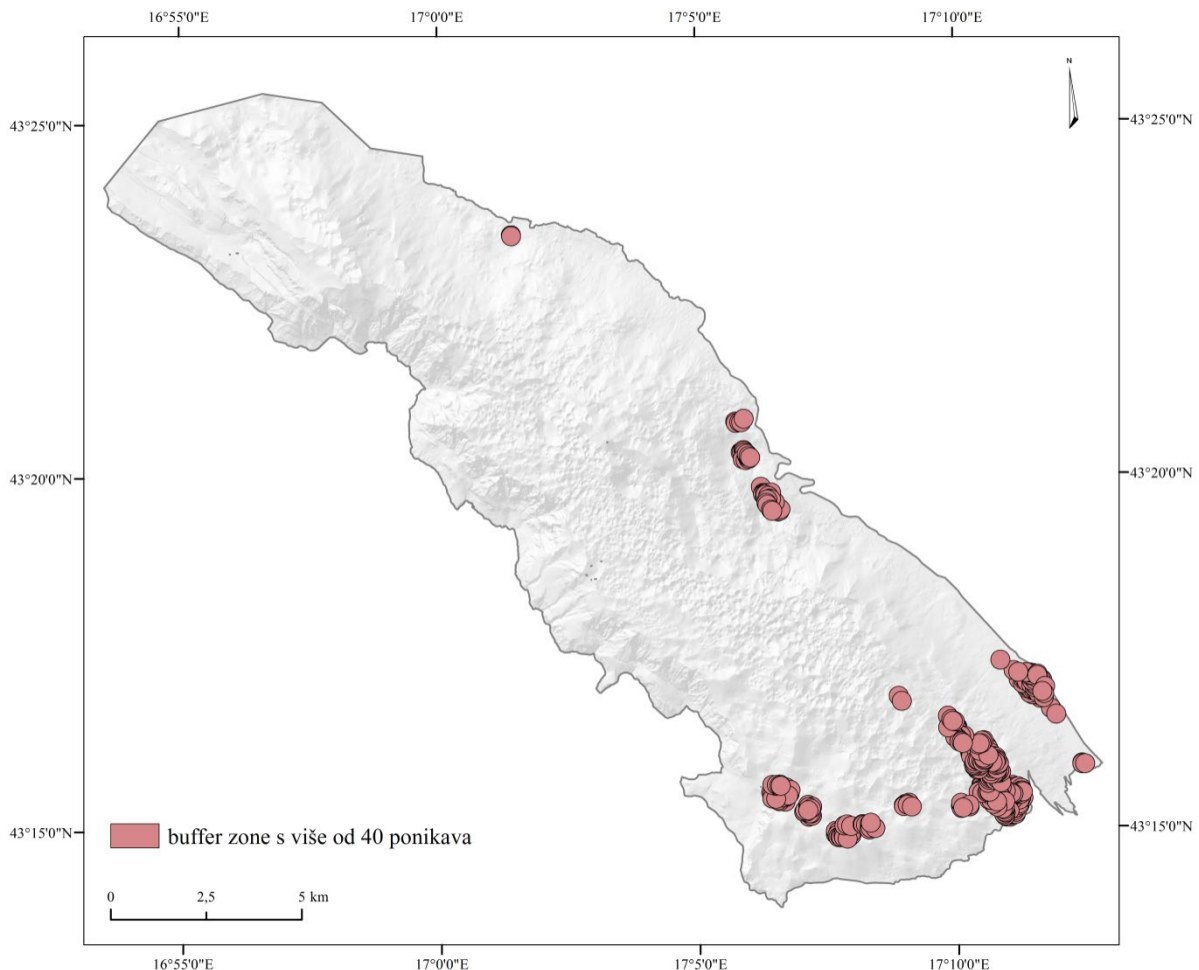 16°55'0"E 17°0'0"E 17°5'0"E 17°10'0"E
N
43°25'0"N 43°25'0"N
43°20'0"N 43°20'0"N
43°15'0"N 43°15'0"N
buffer zone s više od 40 ponikava
0 2,5 5 km
16°55'0"E 17°0'0"E 17°5'0"E 17°10'0"E